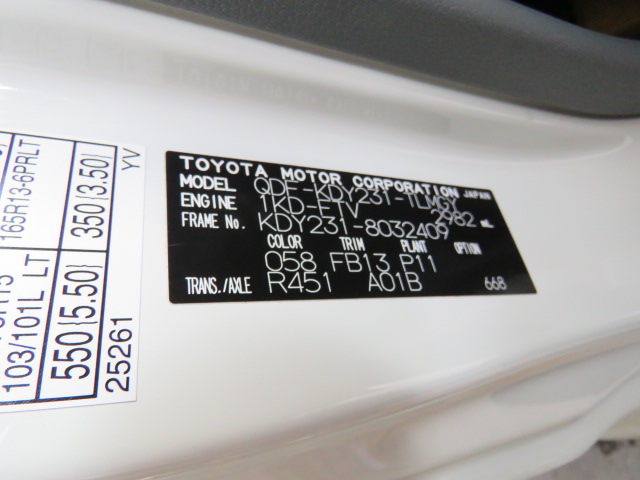 TOYOTA MOTOR CORPORATION JAPAN
MODEL QDF-KDY231-TLMGY
ENGINE 1KD-FTV 2982 mL
FRAME No. KDY231-8032409
COLOR TRIM PLANT OPTION
058 FB13 P11
TRANS./AXLE R451 A01B 668
165R13-6PRLT
350(3.50)
YV
103/101L LT
550(5.50)
25261